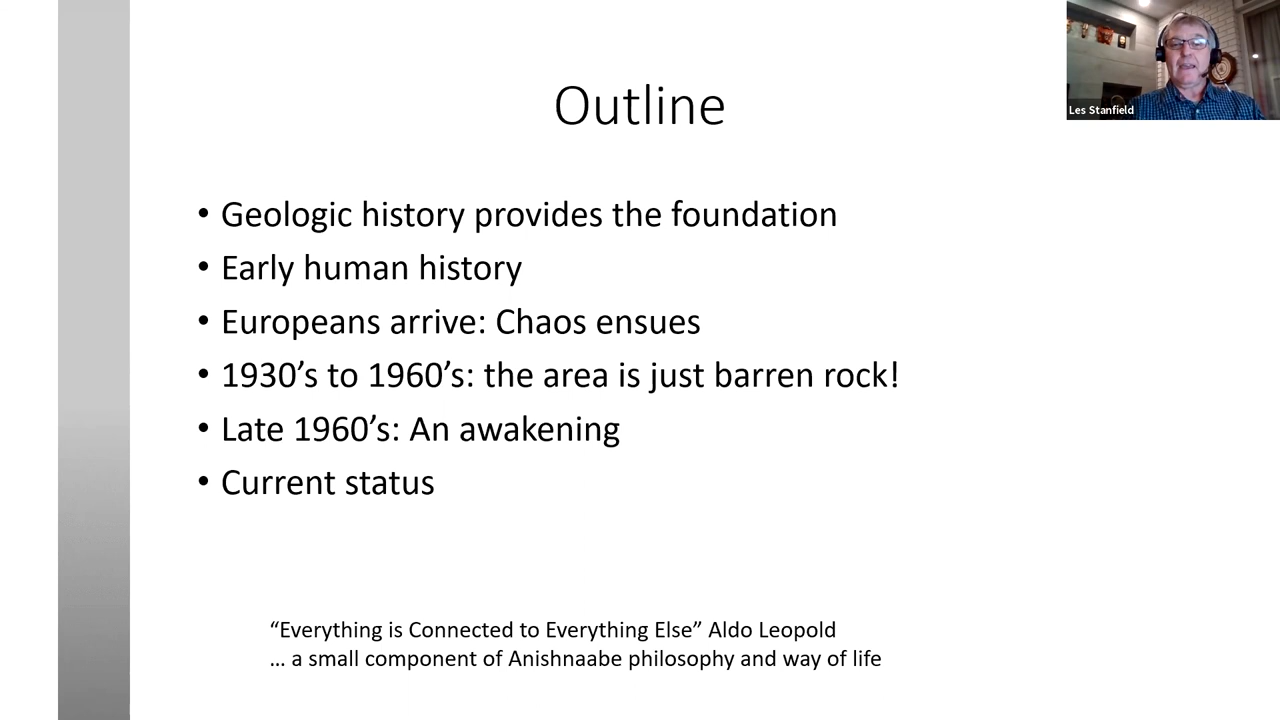 Outline
• Geologic history provides the foundation
• Early human history
• Europeans arrive: Chaos ensues
• 1930’s to 1960’s: the area is just barren rock!
• Late 1960’s: An awakening
• Current status
“Everything is Connected to Everything Else” Aldo Leopold
… a small component of Anishnaabe philosophy and way of life
Les Stanfield